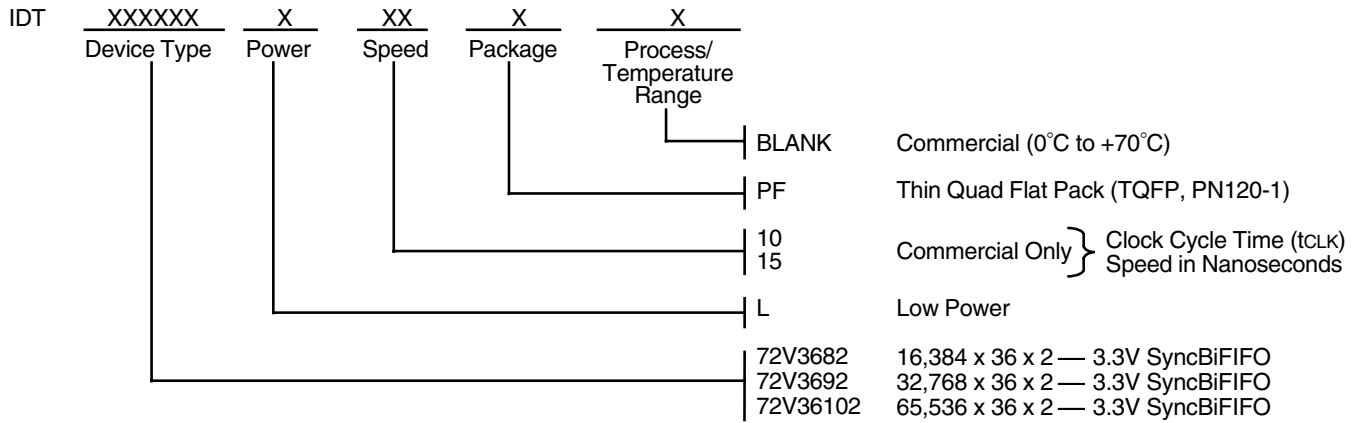 IDT XXXXXX X XX X X
Device Type Power Speed Package Process/
Temperature
Range
BLANK Commercial (0°C to +70°C)
PF Thin Quad Flat Pack (TQFP, PN120-1)
10
15
Commercial Only
Clock Cycle Time (tCLK)
Speed in Nanoseconds
L Low Power
72V3682 16,384 x 36 x 2 — 3.3V SyncBiFIFO
72V3692 32,768 x 36 x 2 — 3.3V SyncBiFIFO
72V36102 65,536 x 36 x 2 — 3.3V SyncBiFIFO